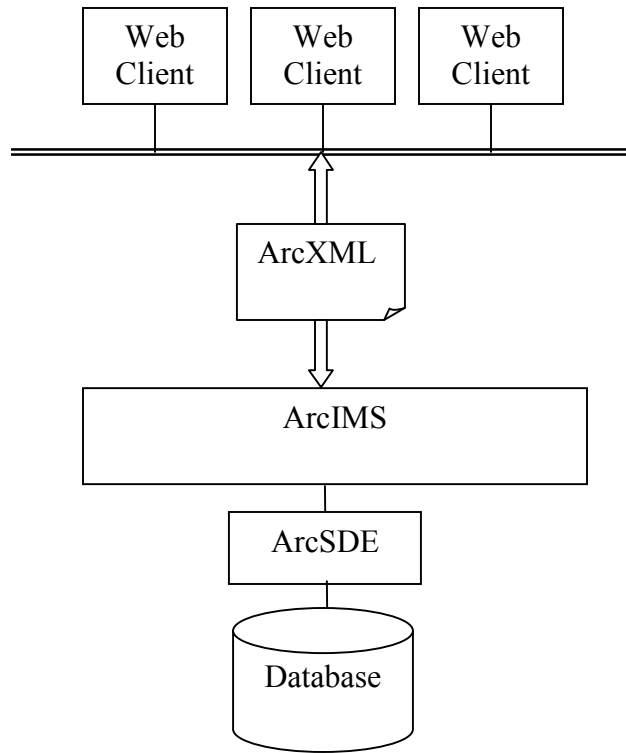 Web
Client
Web
Client
Web
Client
ArcXML
ArcIMS
ArcSDE
Database